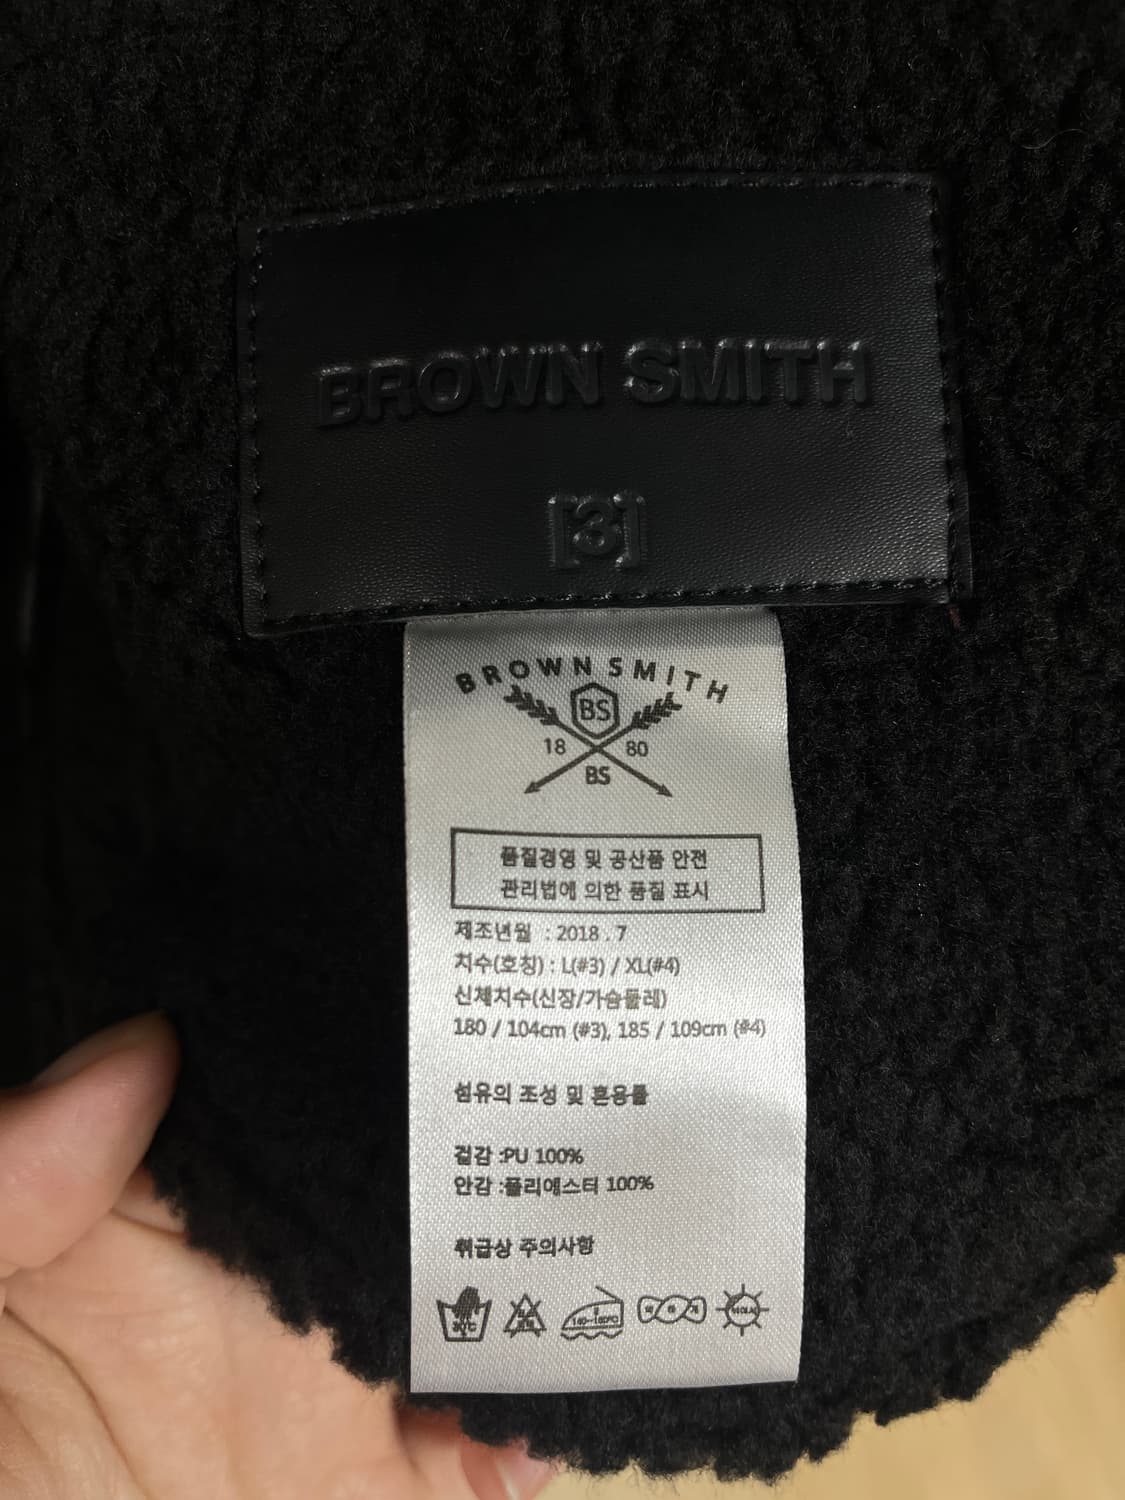 BROWN SMITH
[3]
BROWN SMITH
BS
18 80
BS
품질경영 및 공산품 안전
관리법에 의한 품질 표시
제조년월 : 2018 . 7
치수(호칭) : L(#3) / XL(#4)
신체치수(신장/가슴둘레)
180 / 104cm (#3), 185 / 109cm (#4)
섬유의 조성 및 혼용률
겉감 :PU 100%
안감 :폴리에스터 100%
취급상 주의사항
30℃
140~160℃